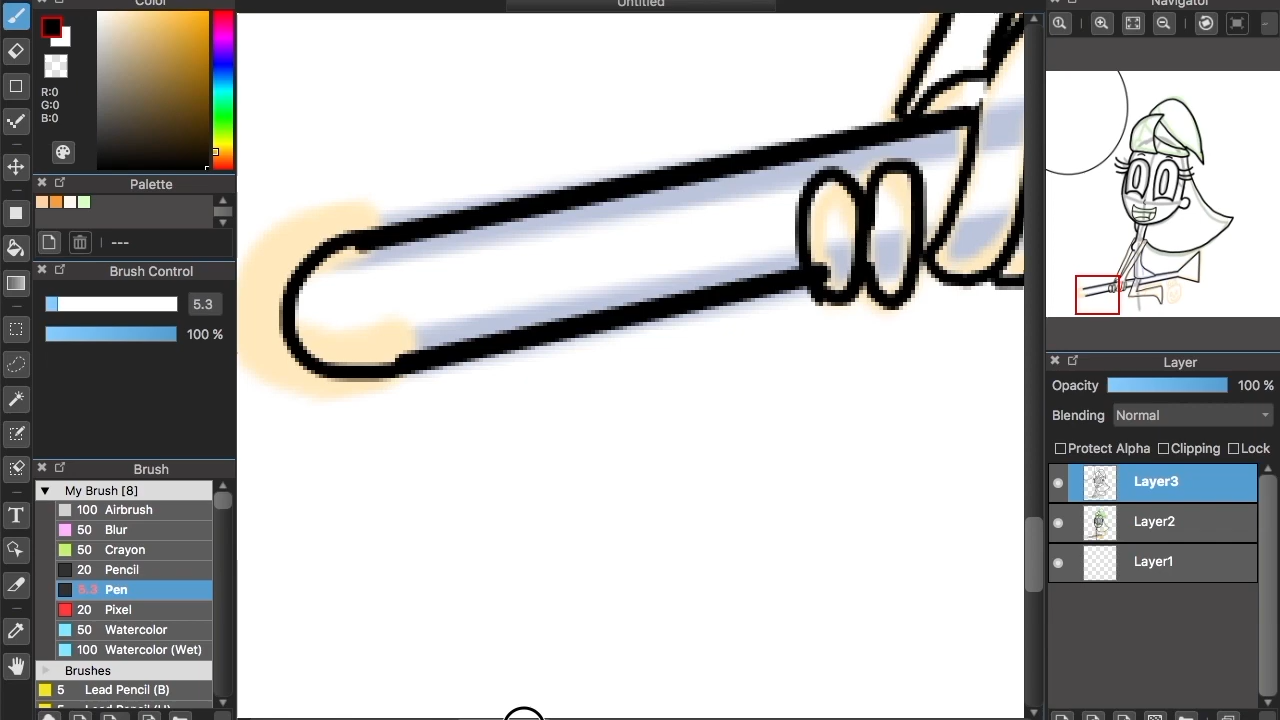 Color
Untitled
Navigator
R:0
G:0
B:0
Palette
---
Brush Control
5.3
100 %
Brush
My Brush [8]
100 Airbrush
50 Blur
50 Crayon
20 Pencil
5.3 Pen
20 Pixel
50 Watercolor
100 Watercolor (Wet)
Brushes
5 Lead Pencil (B)
T
Layer
Opacity 100 %
Blending Normal
Protect Alpha Clipping Lock
Layer3
Layer2
Layer1